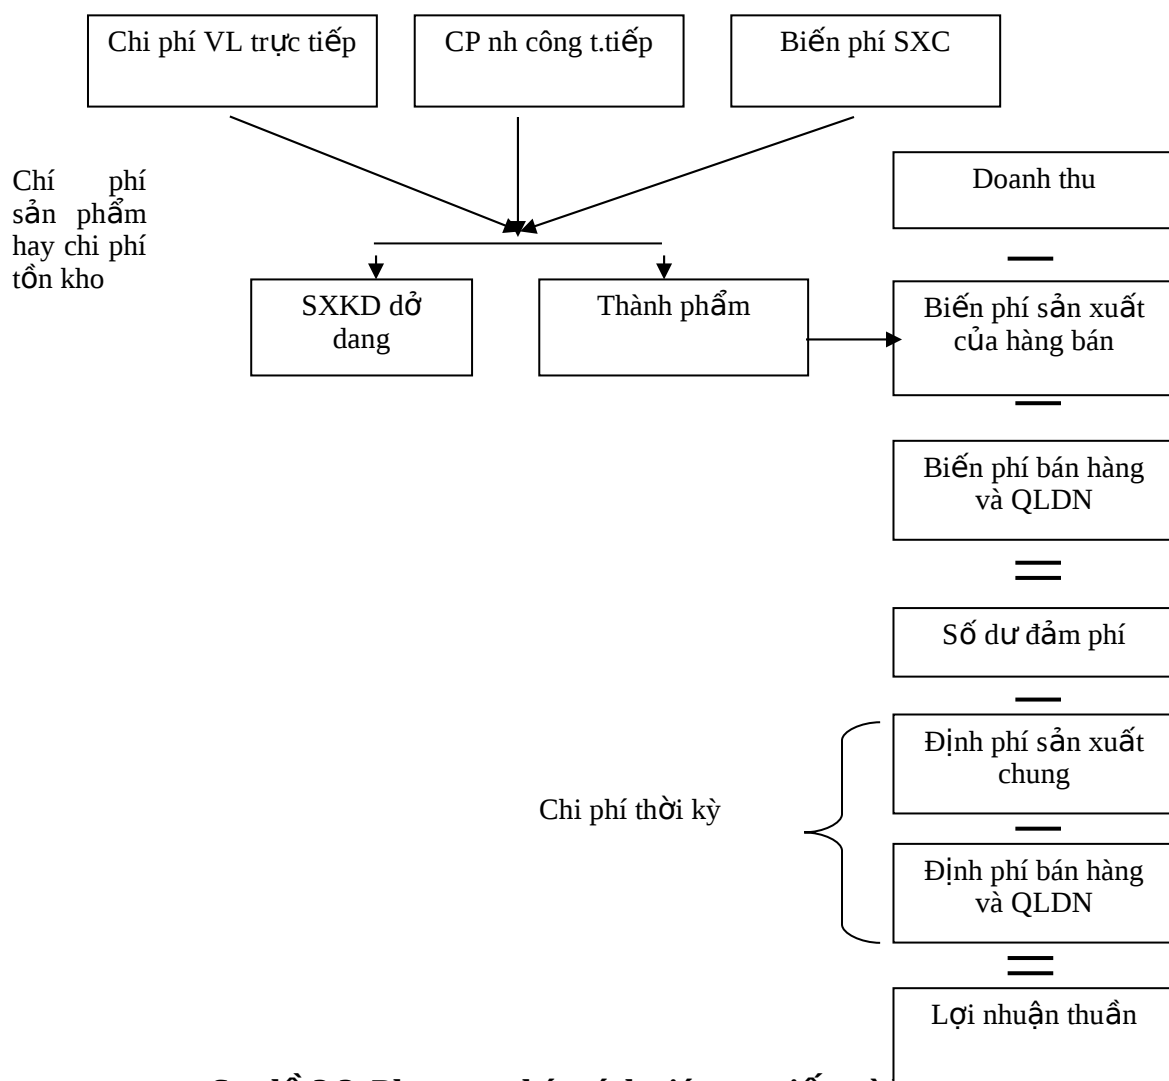 Chi phí VL trực tiếp
CP nh công t.tiếp
Biến phí SXC
Chí phí
sản phẩm
hay chi phí
tồn kho
Doanh thu
SXKD dở
dang
Thành phẩm
Biến phí sản xuất
của hàng bán
Biến phí bán hàng
và QLDN
Số dư đảm phí
Định phí sản xuất
chung
Chi phí thời kỳ
Định phí bán hàng
và QLDN
Lợi nhuận thuần